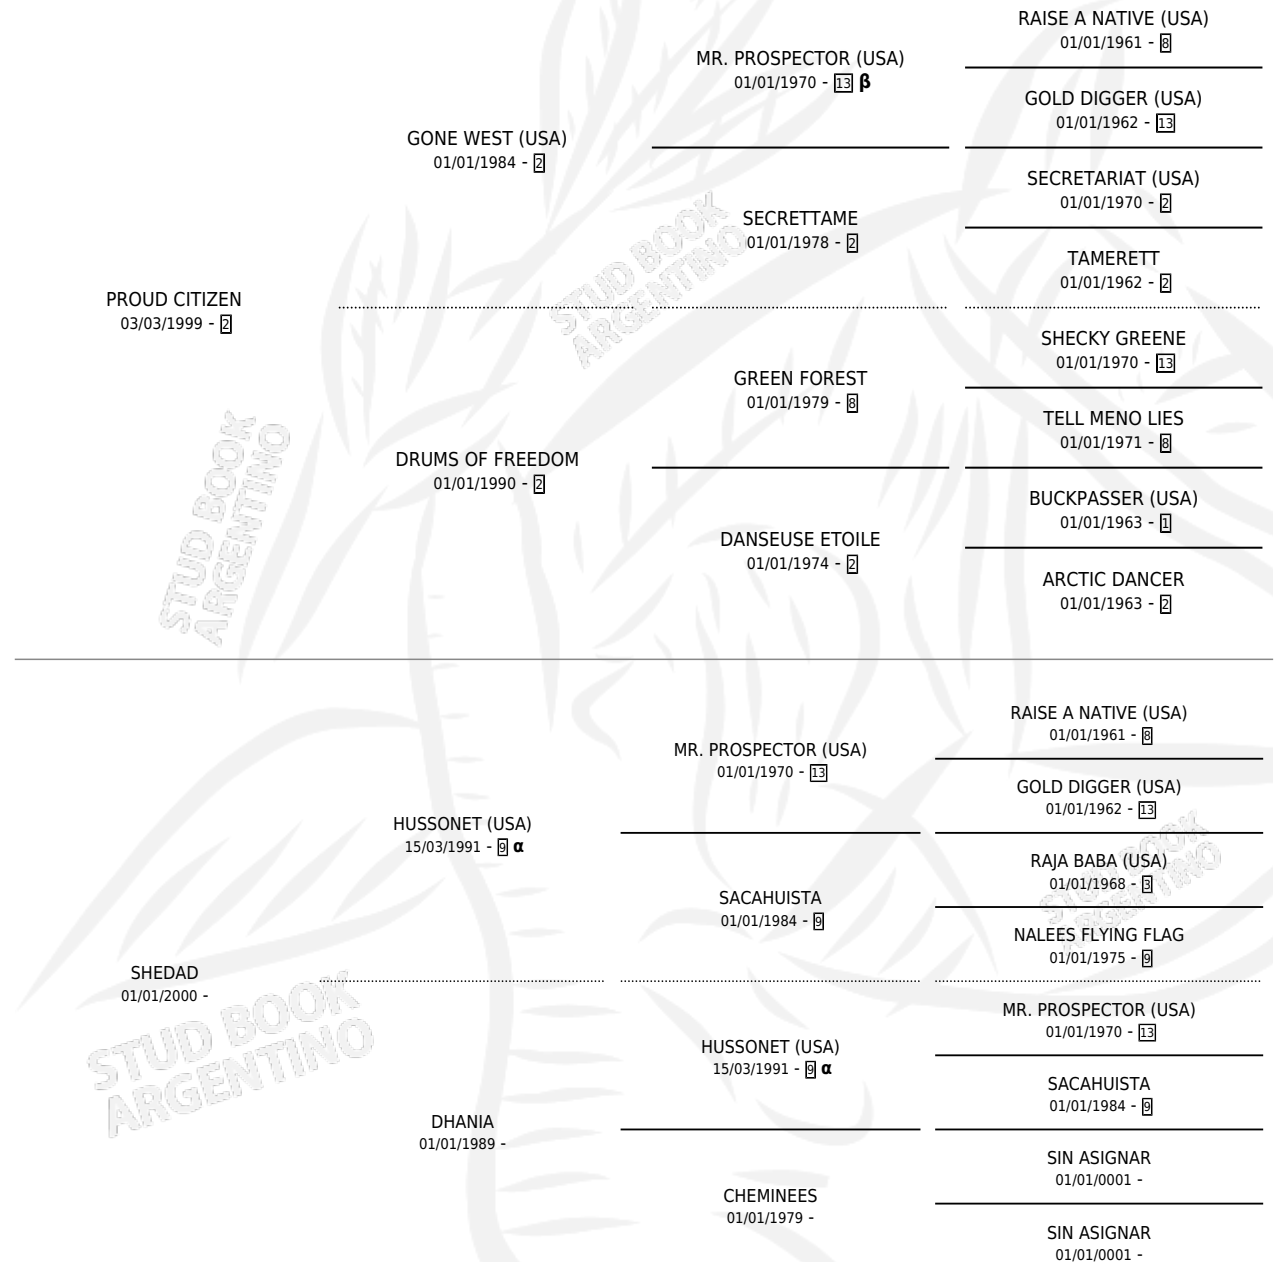 RAISE A NATIVE (USA)
01/01/1961 - 8
MR. PROSPECTOR (USA)
01/01/1970 - 13 β
GOLD DIGGER (USA)
01/01/1962 - 13
GONE WEST (USA)
01/01/1984 - 2
SECRETARIAT (USA)
01/01/1970 - 2
SECRETTAME
01/01/1978 - 2
TAMERETT
01/01/1962 - 2
PROUD CITIZEN
03/03/1999 - 2
SHECKY GREENE
01/01/1970 - 13
GREEN FOREST
01/01/1979 - 8
TELL MENO LIES
01/01/1971 - 8
DRUMS OF FREEDOM
01/01/1990 - 2
BUCKPASSER (USA)
01/01/1963 - 1
DANSEUSE ETOILE
01/01/1974 - 2
ARCTIC DANCER
01/01/1963 - 2
RAISE A NATIVE (USA)
01/01/1961 - 8
MR. PROSPECTOR (USA)
01/01/1970 - 13
GOLD DIGGER (USA)
01/01/1962 - 13
HUSSONET (USA)
15/03/1991 - 9 α
RAJA BABA (USA)
01/01/1968 - 3
SACAHUISTA
01/01/1984 - 9
NALEES FLYING FLAG
01/01/1975 - 9
SHEDAD
01/01/2000 -
MR. PROSPECTOR (USA)
01/01/1970 - 13
HUSSONET (USA)
15/03/1991 - 9 α
SACAHUISTA
01/01/1984 - 9
DHANIA
01/01/1989 -
SIN ASIGNAR
01/01/0001 -
CHEMINEES
01/01/1979 -
SIN ASIGNAR
01/01/0001 -
STUD BOOK
ARGENTINO
STUD BOOK
ARGENTINO
STUD BOOK
ARGENTINO
STUD BOOK
ARGENTINO